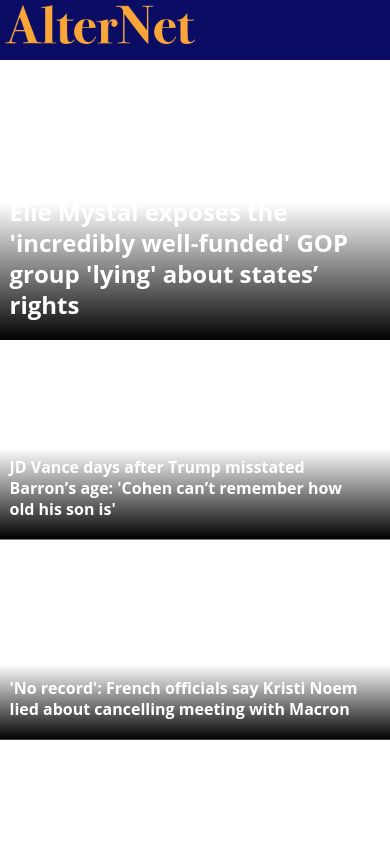 AlterNet
Elie Mystal exposes the
'incredibly well-funded' GOP
group 'lying' about states’
rights
JD Vance days after Trump misstated
Barron’s age: 'Cohen can’t remember how
old his son is'
'No record': French officials say Kristi Noem
lied about cancelling meeting with Macron